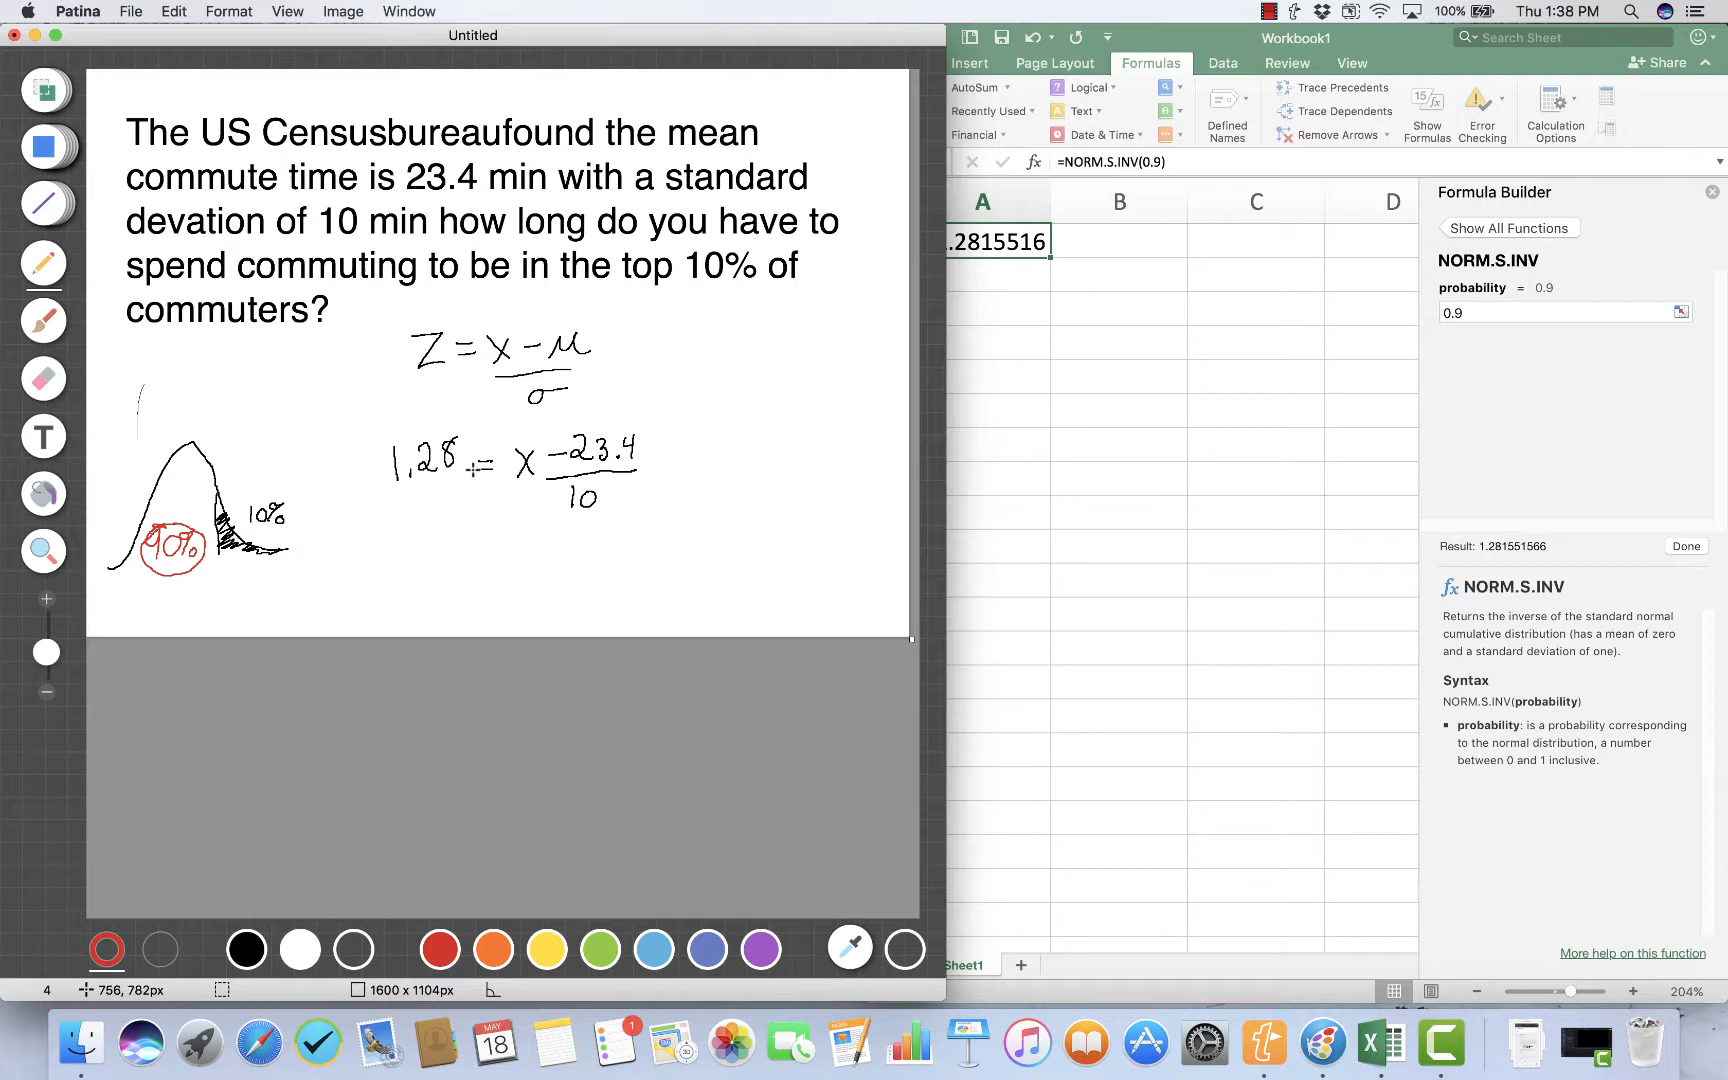 Patina File Edit Format View Image Window 100% Thu 1:38 PM
Untitled
Workbook1
Search Sheet
Insert Page Layout Formulas Data Review View Share
AutoSum Logical Trace Precedents
Recently Used Text Trace Dependents
Financial Date & Time Remove Arrows
Defined Names
Show Formulas
Error Checking
Calculation Options
fx =NORM.S.INV(0.9)
A B C D
.2815516
The US Censusbureaufound the mean
commute time is 23.4 min with a standard
devation of 10 min how long do you have to
spend commuting to be in the top 10% of
commuters?
Z = x - μ
σ
1.28 = x - 23.4
10
10%
90%
T
Formula Builder
Show All Functions
NORM.S.INV
probability = 0.9
0.9
Result: 1.281551566 Done
fx NORM.S.INV
Returns the inverse of the standard normal
cumulative distribution (has a mean of zero
and a standard deviation of one).
Syntax
NORM.S.INV(probability)
probability: is a probability corresponding
to the normal distribution, a number
between 0 and 1 inclusive.
More help on this function
Sheet1 +
4 756, 782px 1600 x 1104px
204%
MAY
18
1